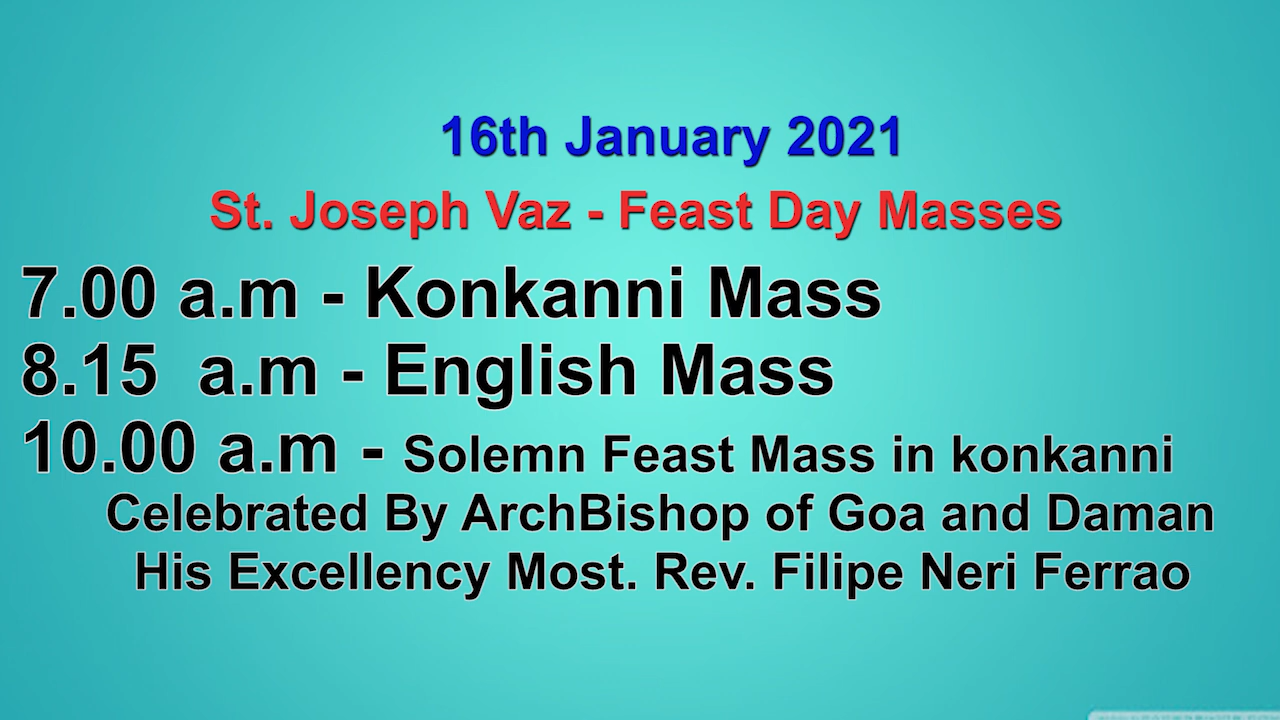 16th January 2021
St. Joseph Vaz - Feast Day Masses
7.00 a.m - Konkanni Mass
8.15  a.m - English Mass
10.00 a.m - Solemn Feast Mass in konkanni
Celebrated By ArchBishop of Goa and Daman
His Excellency Most. Rev. Filipe Neri Ferrao